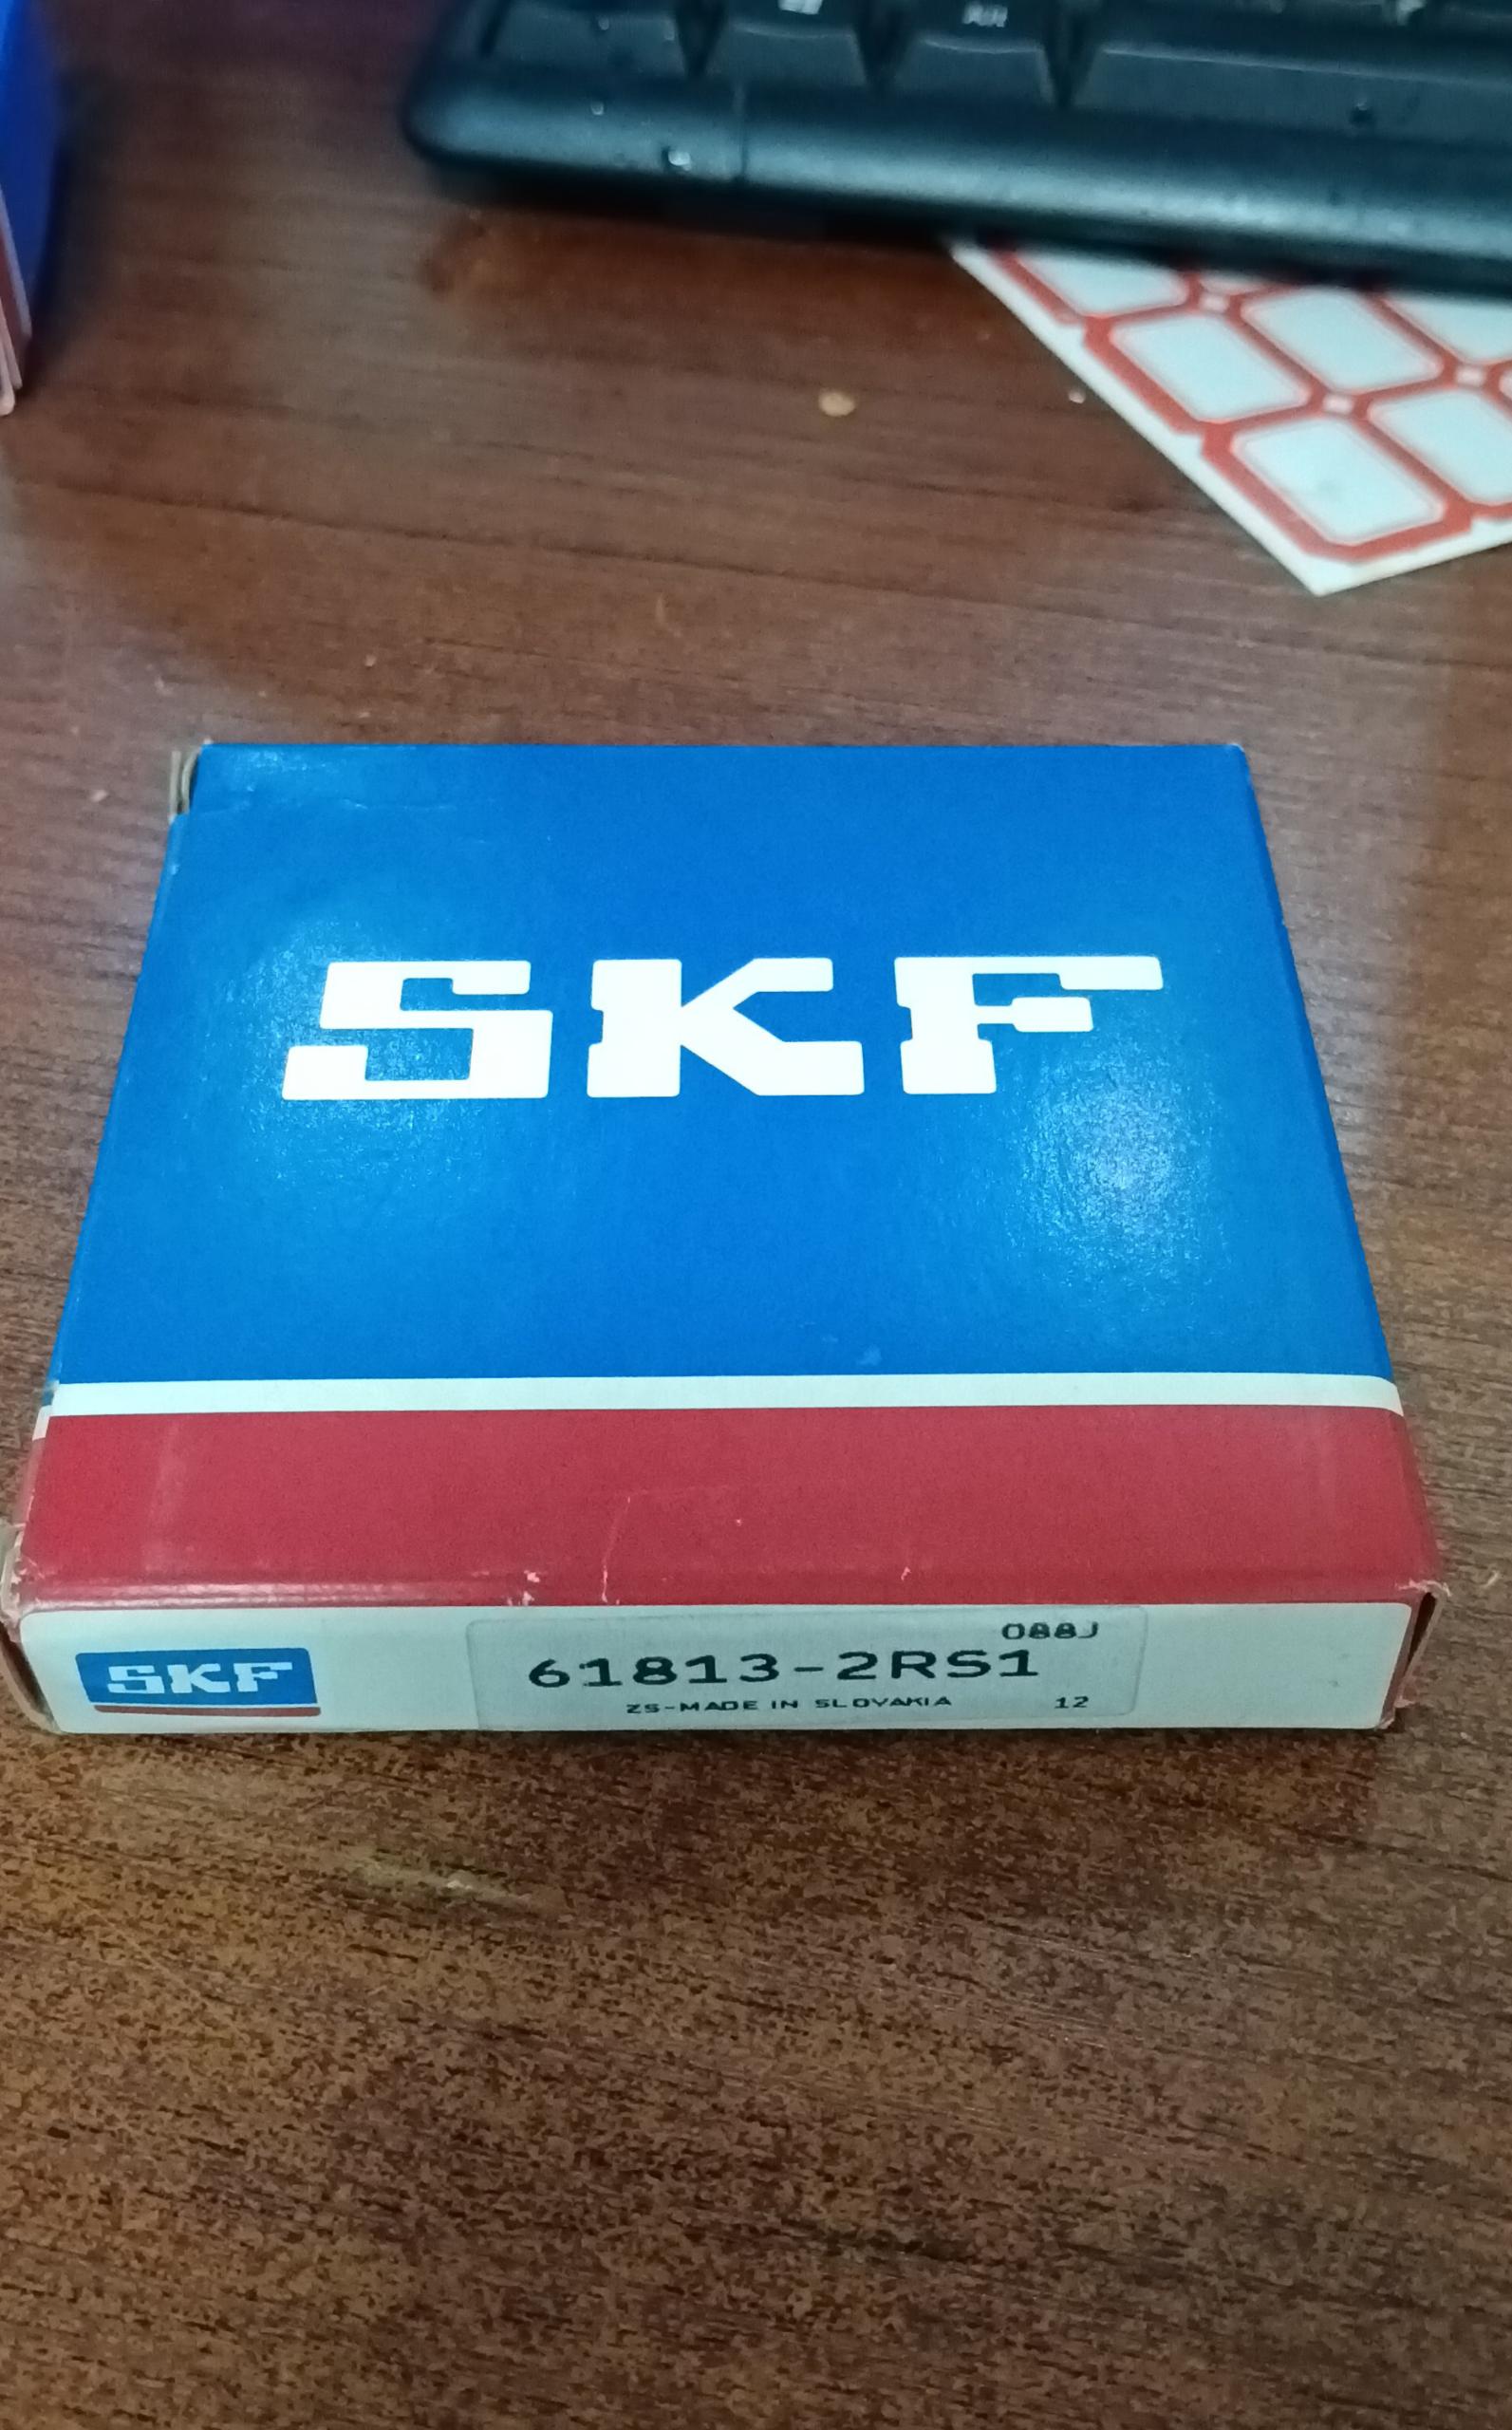 SKF
SKF
088J
61813-2RS1
ZS-MADE IN SLOVAKIA 12